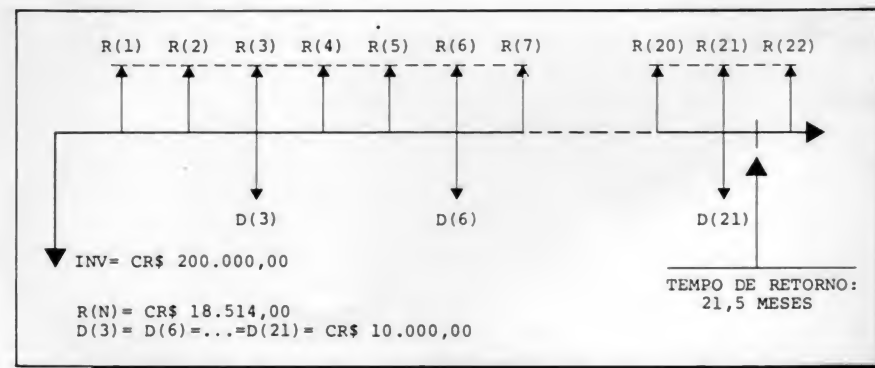 R(1) R(2) R(3) R(4) R(5) R(6) R(7) R(20) R(21) R(22)
D(3) D(6) D(21)
INV= CR$ 200.000,00
TEMPO DE RETORNO:
21,5 MESES
R(N)= CR$ 18.514,00
D(3)= D(6)=...=D(21)= CR$ 10.000,00